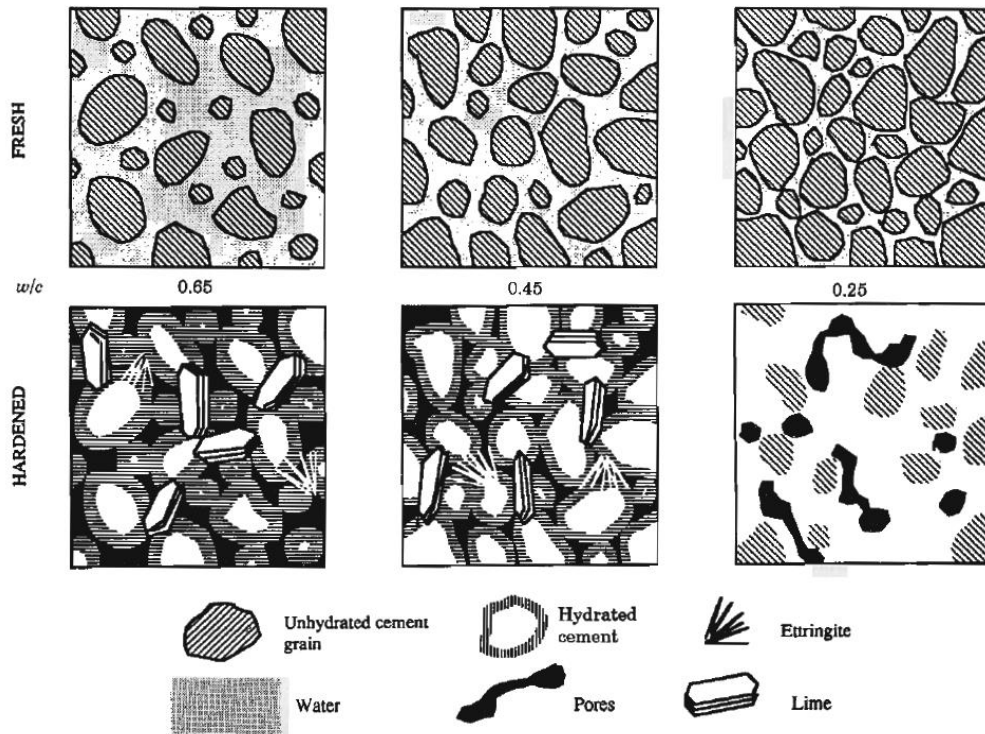 FRESH
w/c
0.65
0.45
0.25
HARDENED
Unhydrated cement
grain
Hydrated
cement
Ettringite
Water
Pores
Lime